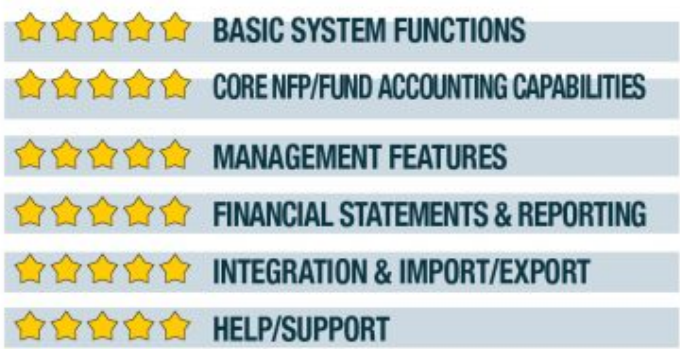 BASIC SYSTEM FUNCTIONS
CORE NFP/FUND ACCOUNTING CAPABILITIES
MANAGEMENT FEATURES
FINANCIAL STATEMENTS & REPORTING
INTEGRATION & IMPORT/EXPORT
HELP/SUPPORT